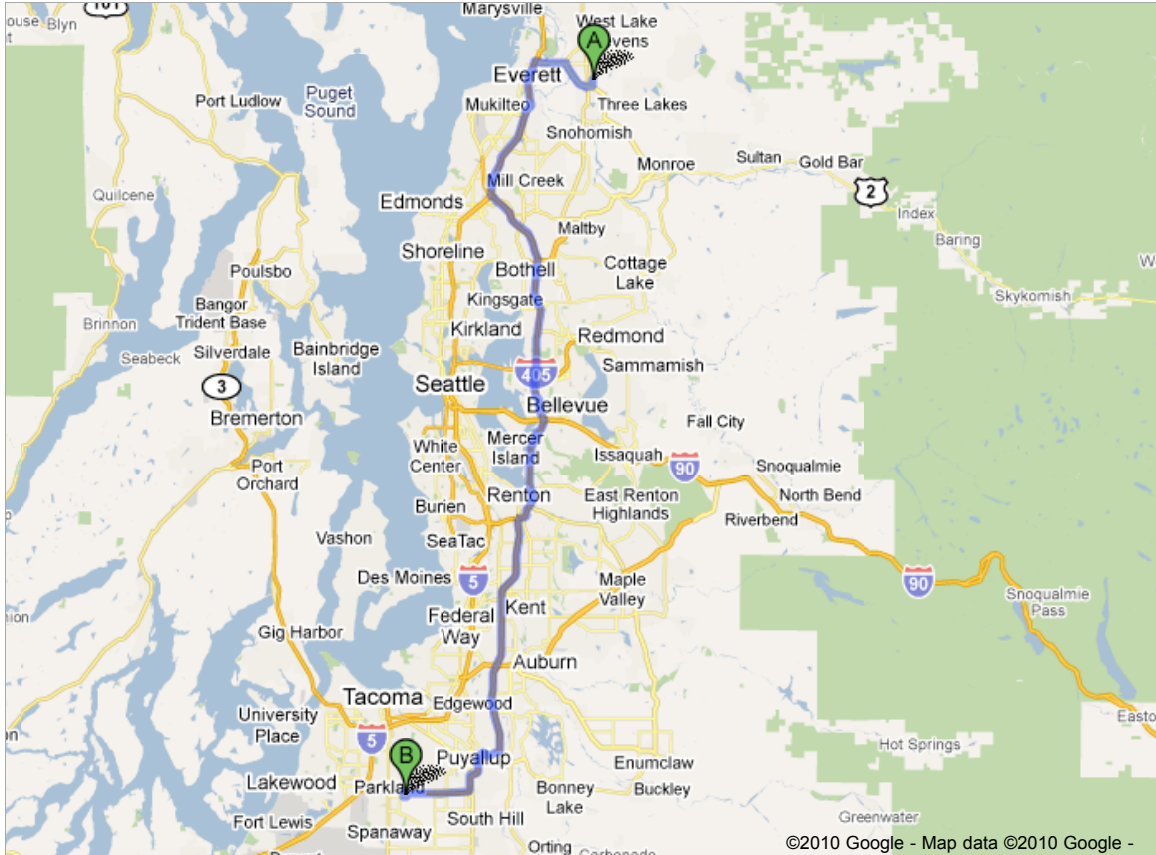 101
Marysville
West Lake
Stevens
A
ouse
Blyn
Everett
Port Ludlow
Puget
Sound
Mukilteo
Three Lakes
Snohomish
Monroe
Sultan
Gold Bar
2
Quilcene
Mill Creek
Edmonds
Index
Maltby
Baring
Shoreline
Bothell
Cottage
Lake
Poulsbo
Kingsgate
Skykomish
Bangor
Trident Base
Brinnon
Kirkland
Redmond
Seabeck
Silverdale
Bainbridge
Island
Sammamish
405
3
Seattle
Bellevue
Bremerton
Fall City
White
Center
Mercer
Island
Issaquah
90
Snoqualmie
Port
Orchard
Renton
East Renton
Highlands
North Bend
Burien
Riverbend
Vashon
SeaTac
Des Moines
5
Maple
Valley
90
Snoqualmie
Pass
Kent
Federal
Way
Gig Harbor
Auburn
Tacoma
Edgewood
University
Place
5
Easto
Hot Springs
B
Puyallup
Enumclaw
Lakewood
Parkland
Bonney
Lake
Buckley
Fort Lewis
South Hill
Spanaway
Greenwater
Orting
Carbonado
©2010 Google - Map data ©2010 Google -